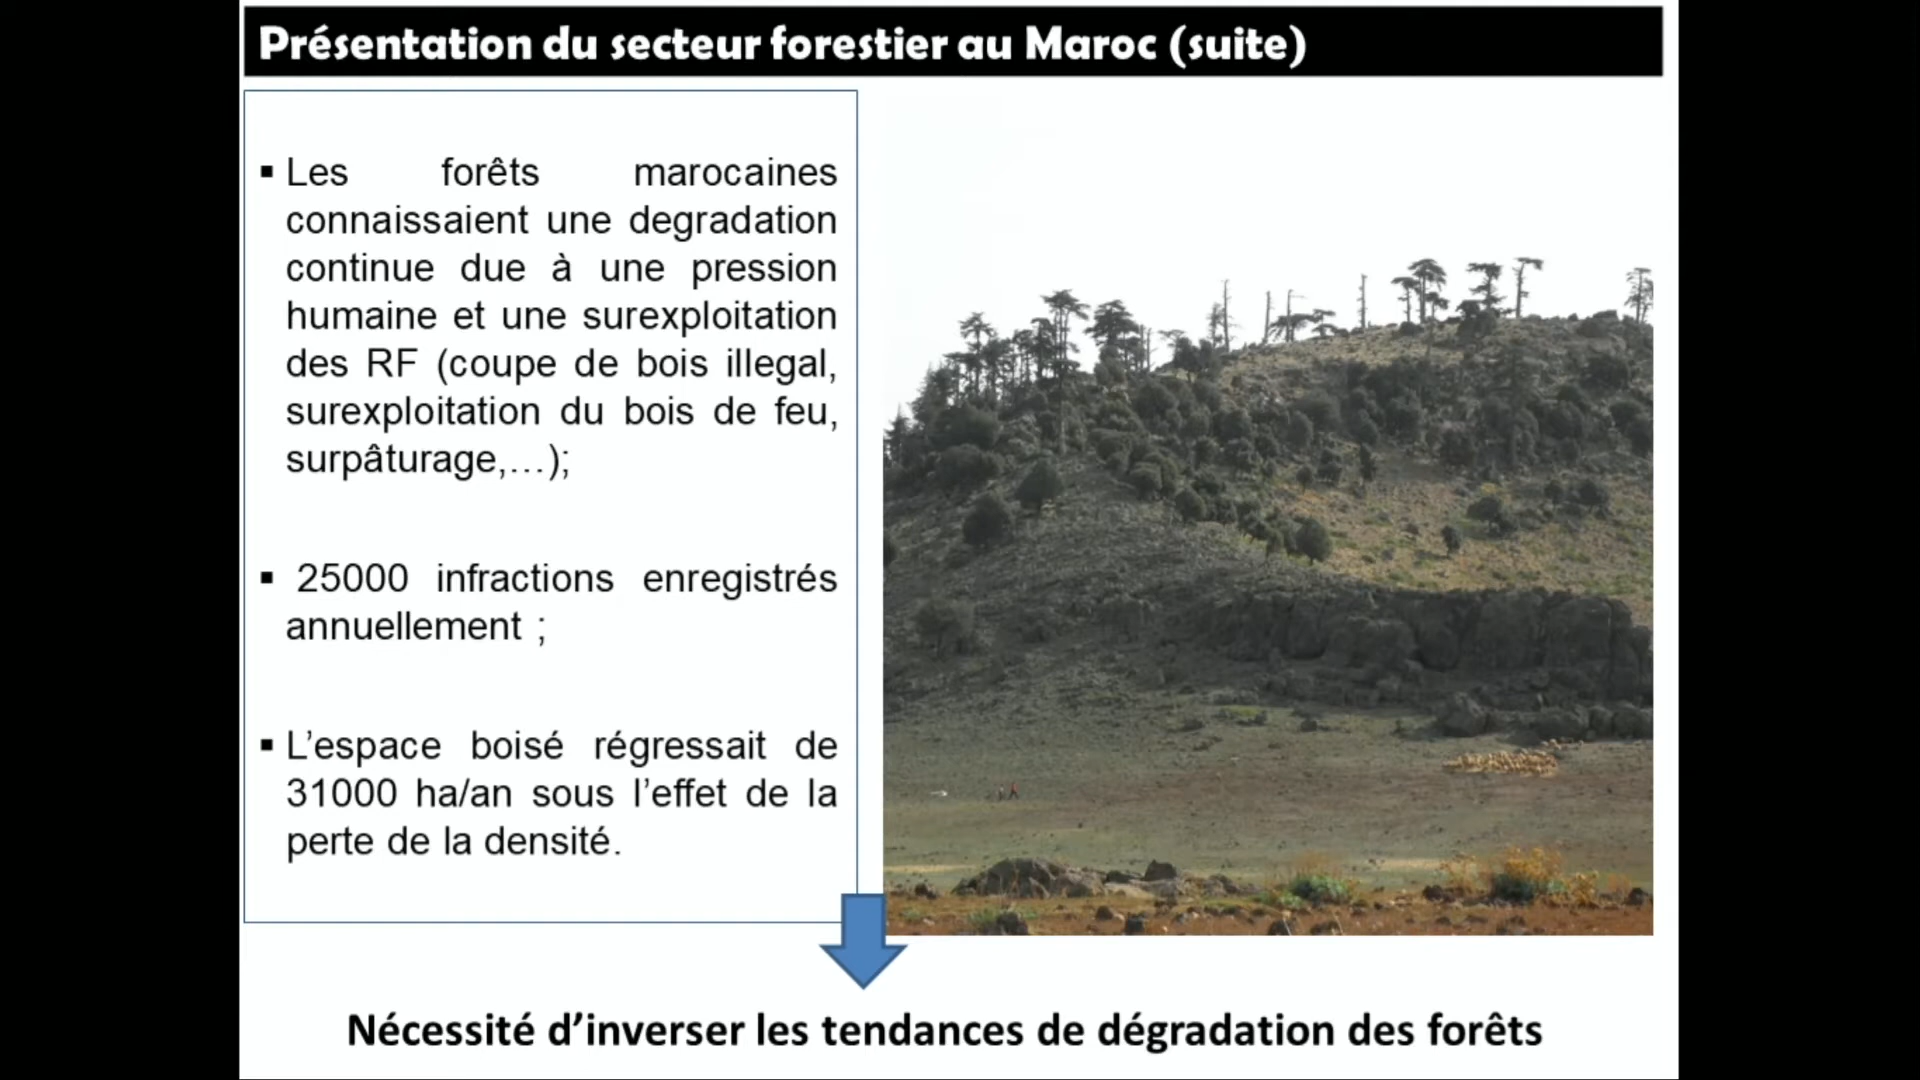 Présentation du secteur forestier au Maroc (suite)
▪ Les forêts marocaines
connaissaient une degradation
continue due à une pression
humaine et une surexploitation
des RF (coupe de bois illegal,
surexploitation du bois de feu,
surpâturage,…);
▪ 25000 infractions enregistrés
annuellement ;
▪ L’espace boisé régressait de
31000 ha/an sous l’effet de la
perte de la densité.
Nécessité d’inverser les tendances de dégradation des forêts